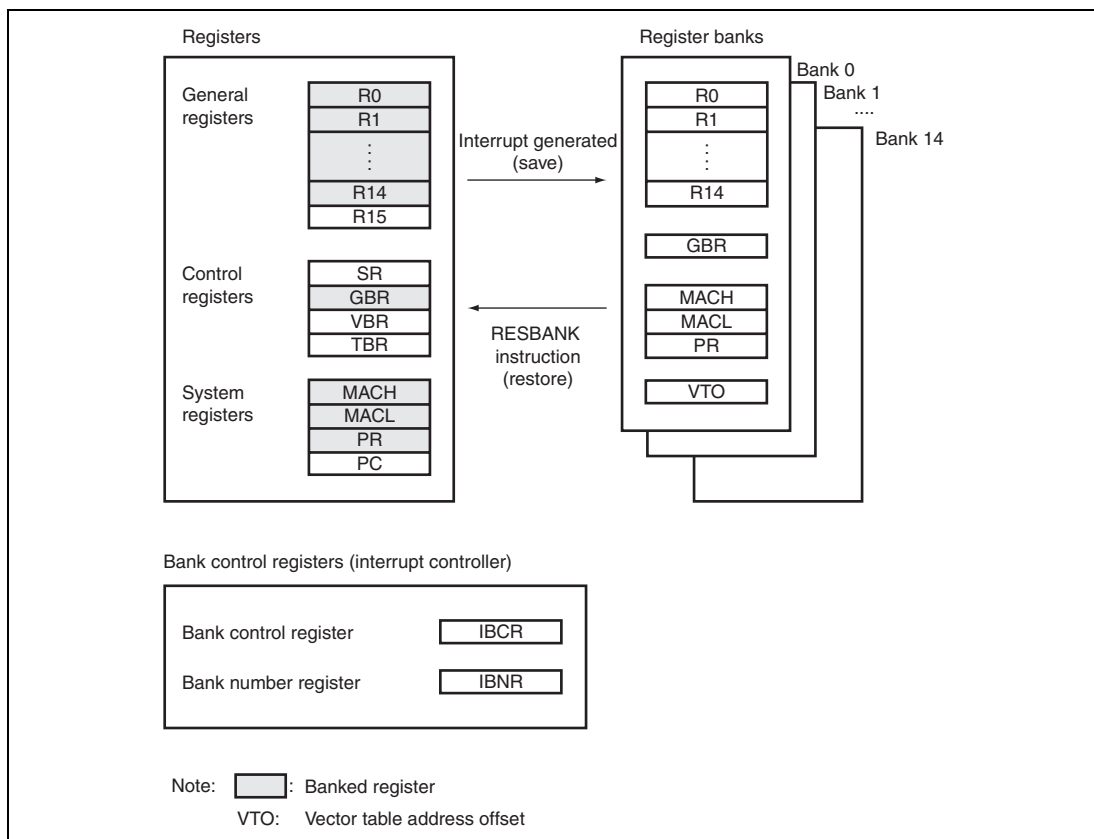 Registers
General
registers
R0
R1
⋮
R14
R15
Control
registers
SR
GBR
VBR
TBR
System
registers
MACH
MACL
PR
PC
Interrupt generated
(save)
RESBANK
instruction
(restore)
Register banks
Bank 0
Bank 1
....
Bank 14
R0
R1
⋮
R14
GBR
MACH
MACL
PR
VTO
Bank control registers (interrupt controller)
Bank control register IBCR
Bank number register IBNR
Note: : Banked register
VTO: Vector table address offset